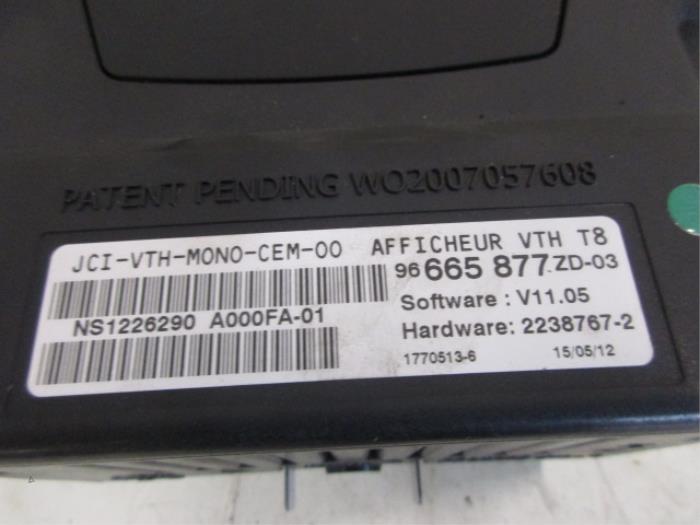 PATENT PENDING WO2007057608
JCI-VTH-MONO-CEM-00 AFFICHEUR VTH T8
96 665 877 ZD-03
Software : V11.05
NS1226290 A000FA-01
Hardware: 2238767-2
1770513-6 15/05/12